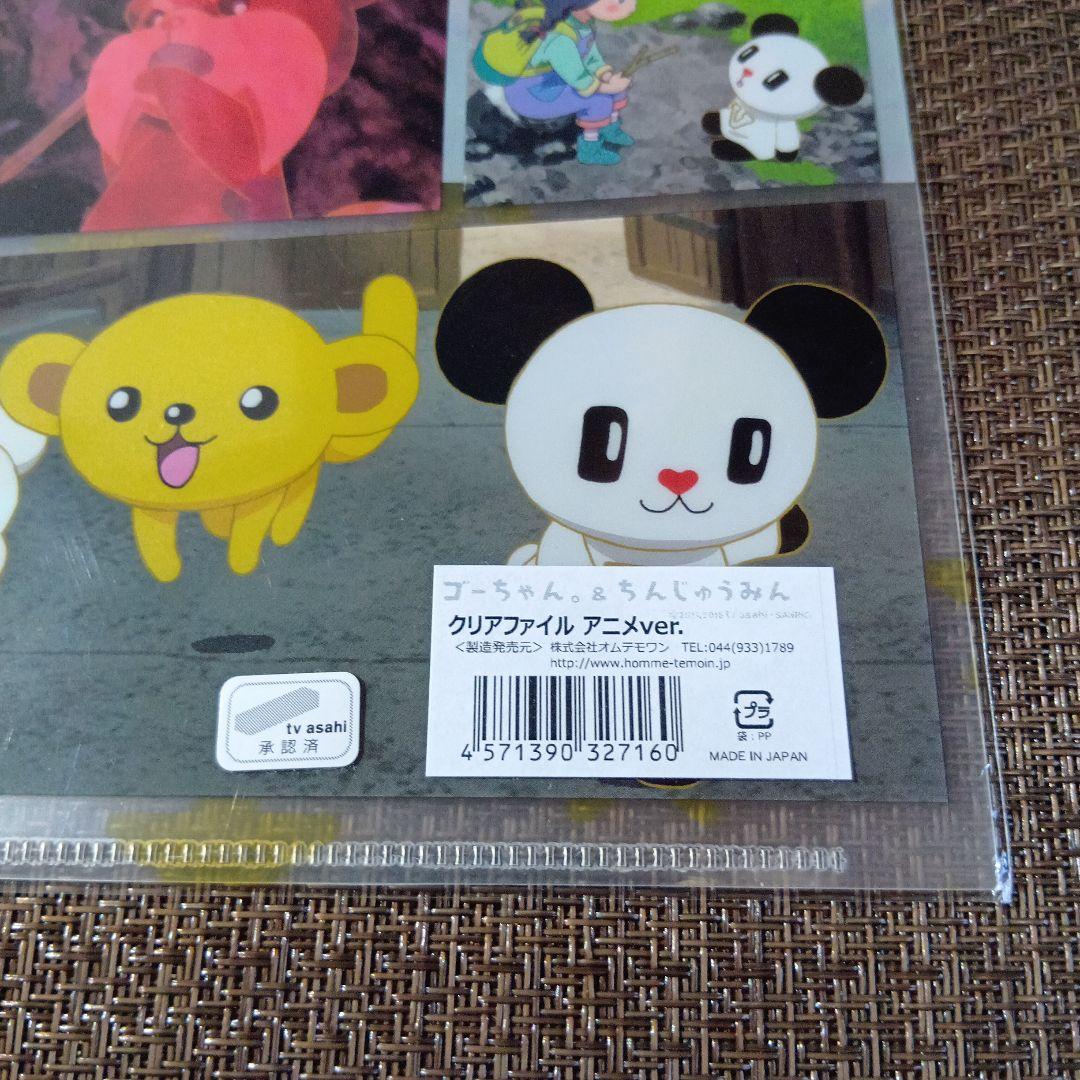 ゴーちゃん。&ちんじゅうみん
クリアファイル アニメver.
<製造発売元> 株式会社オムテモワン TEL:044(933)1789
http://www.homme-temoin.jp
4 571390 327160
プラ
袋:PP
MADE IN JAPAN
tv asahi
承認済